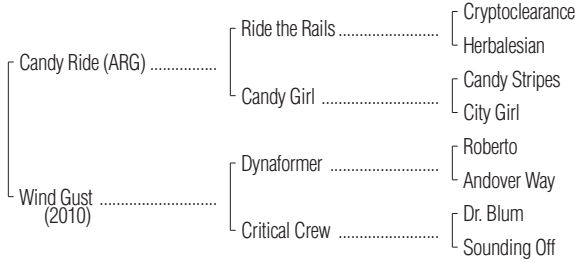 Cryptoclearance
Ride the Rails ........................
Herbalesian
Candy Ride (ARG) ................
Candy Stripes
Candy Girl ............................
City Girl
Roberto
Dynaformer ..........................
Andover Way
Wind Gust ............................
(2010)
Dr. Blum
Critical Crew ........................
Sounding Off